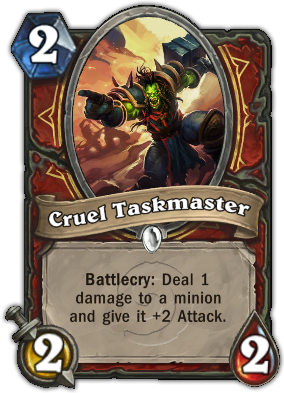 2
Cruel Taskmaster
Battlecry: Deal 1
damage to a minion
and give it +2 Attack.
2 2